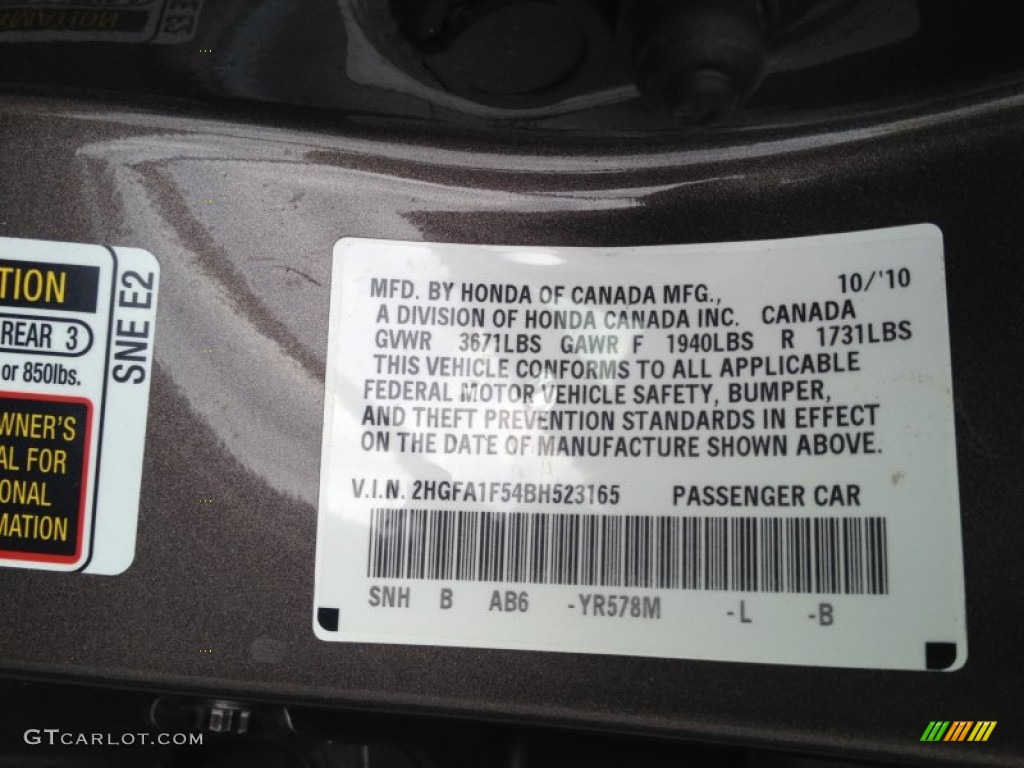 TION
REAR 3
or 850lbs.
WNER'S
AL FOR
ONAL
MATION
SNE E2
10/'10
MFD. BY HONDA OF CANADA MFG.,
A DIVISION OF HONDA CANADA INC. CANADA
GVWR 3671LBS GAWR F 1940LBS R 1731LBS
THIS VEHICLE CONFORMS TO ALL APPLICABLE
FEDERAL MOTOR VEHICLE SAFETY, BUMPER,
AND THEFT PREVENTION STANDARDS IN EFFECT
ON THE DATE OF MANUFACTURE SHOWN ABOVE.
V.I.N. 2HGFA1F54BH523165 PASSENGER CAR
SNH B AB6 -YR578M -L -B
GTCARLOT.COM